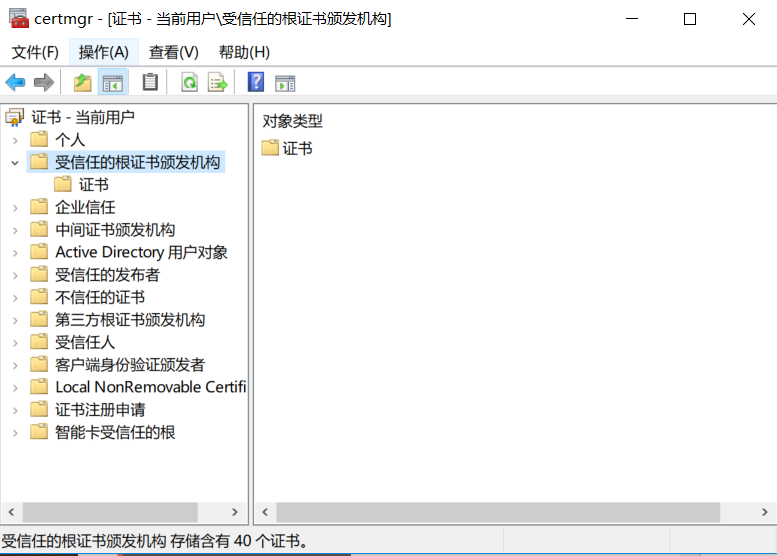 certmgr - [证书 - 当前用户\受信任的根证书颁发机构]
文件(F) 操作(A) 查看(V) 帮助(H)
证书 - 当前用户
个人
受信任的根证书颁发机构
证书
企业信任
中间证书颁发机构
Active Directory 用户对象
受信任的发布者
不信任的证书
第三方根证书颁发机构
受信任人
客户端身份验证颁发者
Local NonRemovable Certifi
证书注册申请
智能卡受信任的根
对象类型
证书
受信任的根证书颁发机构 存储含有 40 个证书。